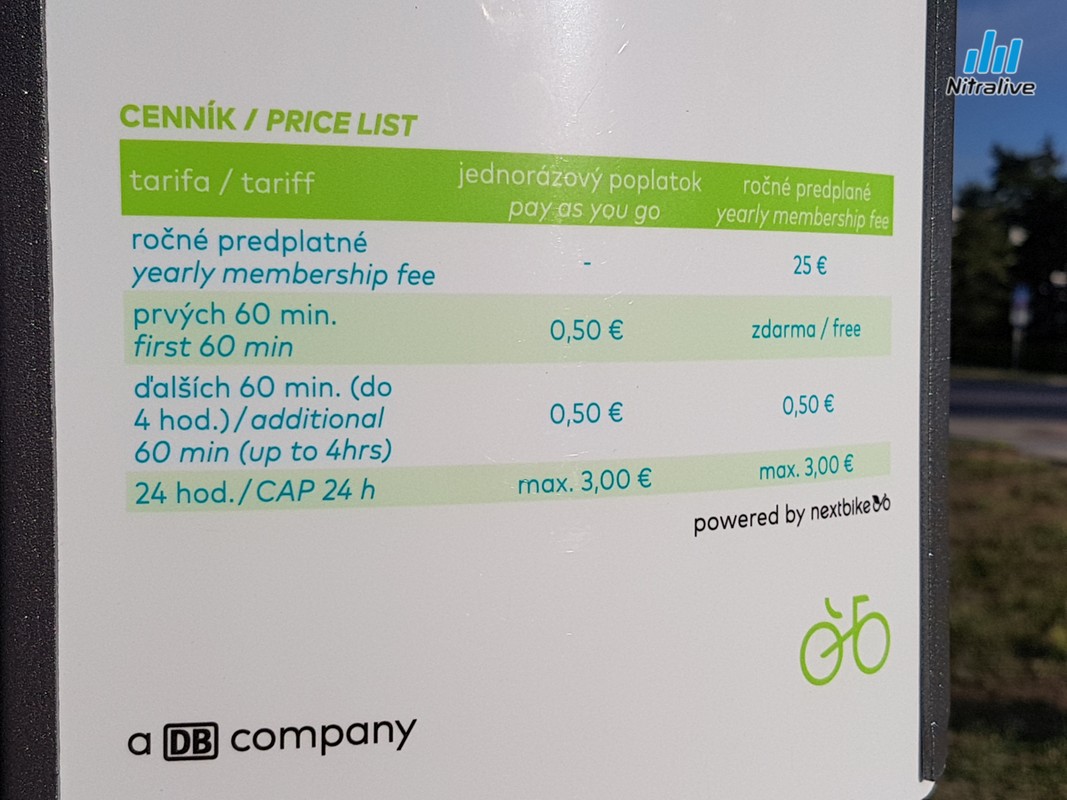 Nitralive
CENNÍK / PRICE LIST
tarifa / tariff
jednorázový poplatok
pay as you go
ročné predplané
yearly membership fee
ročné predplatné
yearly membership fee
-
25 €
prvých 60 min.
first 60 min
0,50 €
zdarma / free
ďalších 60 min. (do
4 hod.)/additional
60 min (up to 4hrs)
0,50 €
0,50 €
24 hod./CAP 24 h
max. 3,00 €
max. 3,00 €
powered by nextbike
a DB company